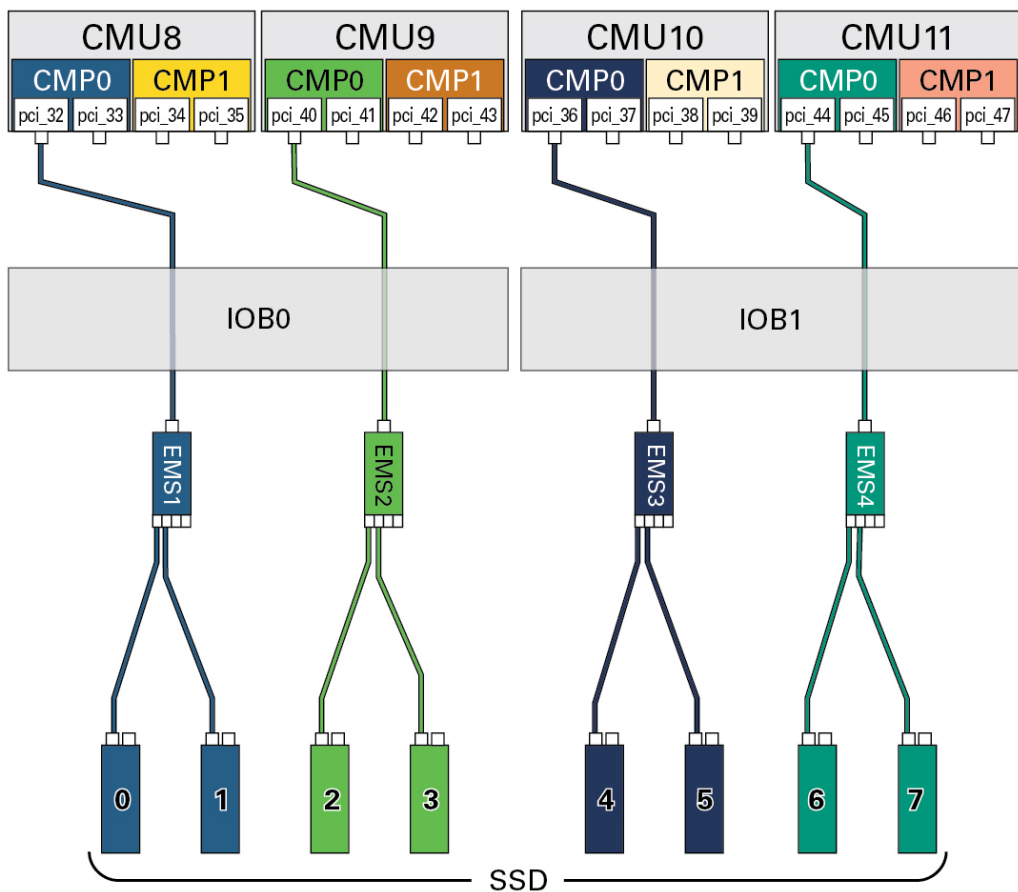 CMU8 CMU9 CMU10 CMU11
CMP0 CMP1 CMP0 CMP1 CMP0 CMP1 CMP0 CMP1
pci_32 pci_33 pci_34 pci_35 pci_40 pci_41 pci_42 pci_43 pci_36 pci_37 pci_38 pci_39 pci_44 pci_45 pci_46 pci_47
IOB0 IOB1
EMS1 EMS2 EMS3 EMS4
0 1 2 3 4 5 6 7
SSD